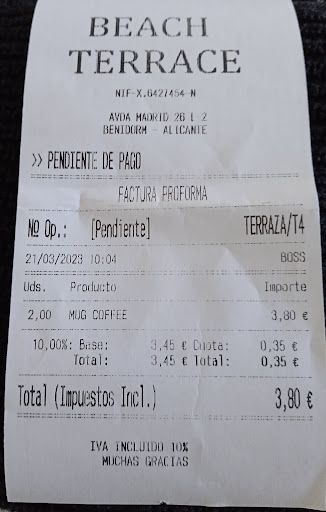 BEACH
TERRACE
NIF-X.6427454-N
AVDA MADRID 26 L-2
BENIDORM - ALICANTE
>> PENDIENTE DE PAGO
FACTURA PROFORMA
Nº Op.: [Pendiente] TERRAZA/T4
21/03/2023 10:04 BOSS
Uds. Producto Importe
2,00 MUG COFFEE 3,80 €
10,00%: Base: 3,45 € Cuota: 0,35 €
Total: 3,45 € Total: 0,35 €
Total (Impuestos Incl.) 3,80 €
IVA INCLUIDO 10%
MUCHAS GRACIAS